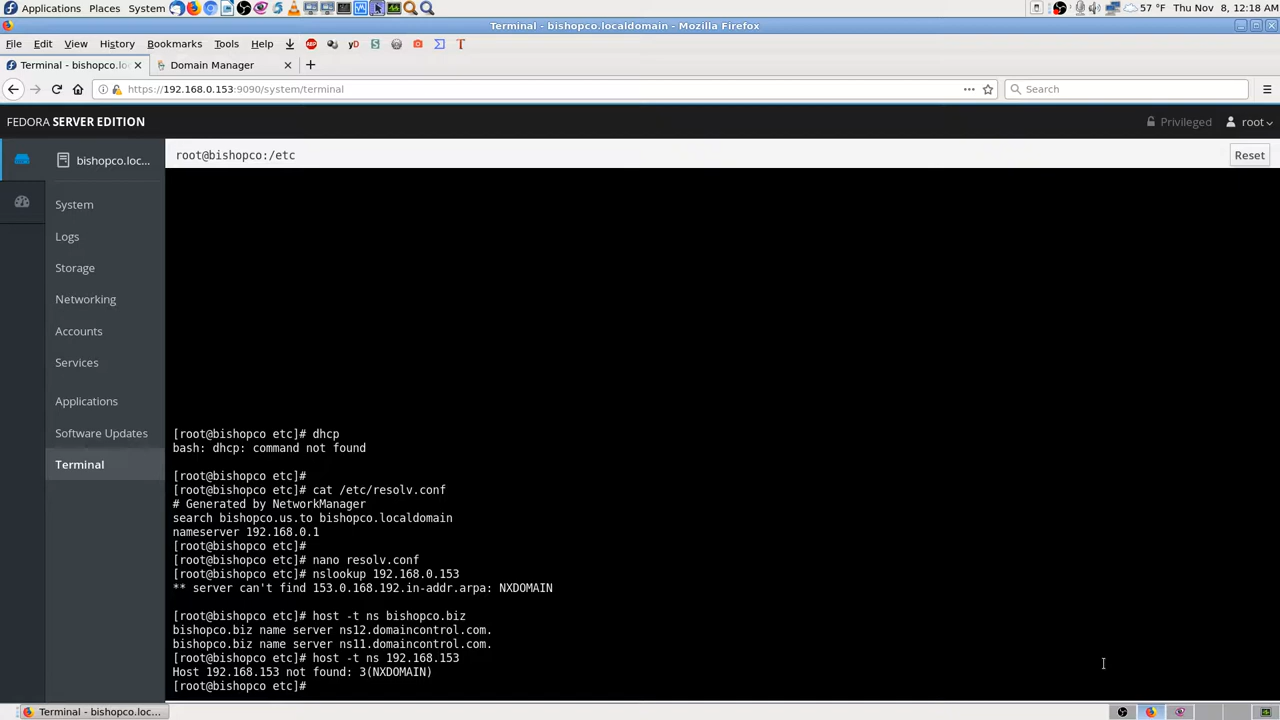 Applications Places System 57 °F Thu Nov 8, 12:18 AM
Terminal - bishopco.localdomain - Mozilla Firefox
File Edit View History Bookmarks Tools Help
Terminal - bishopco.lo Domain Manager
https://192.168.0.153:9090/system/terminal Search
FEDORA SERVER EDITION Privileged root
bishopco.loc...
root@bishopco:/etc Reset
System
Logs
Storage
Networking
Accounts
Services
Applications
Software Updates
Terminal
[root@bishopco etc]# dhcp
bash: dhcp: command not found
[root@bishopco etc]#
[root@bishopco etc]# cat /etc/resolv.conf
# Generated by NetworkManager
search bishopco.us.to bishopco.localdomain
nameserver 192.168.0.1
[root@bishopco etc]#
[root@bishopco etc]# nano resolv.conf
[root@bishopco etc]# nslookup 192.168.0.153
** server can't find 153.0.168.192.in-addr.arpa: NXDOMAIN
[root@bishopco etc]# host -t ns bishopco.biz
bishopco.biz name server ns12.domaincontrol.com.
bishopco.biz name server ns11.domaincontrol.com.
[root@bishopco etc]# host -t ns 192.168.153
Host 192.168.153 not found: 3(NXDOMAIN)
[root@bishopco etc]#
Terminal - bishopco.loc...